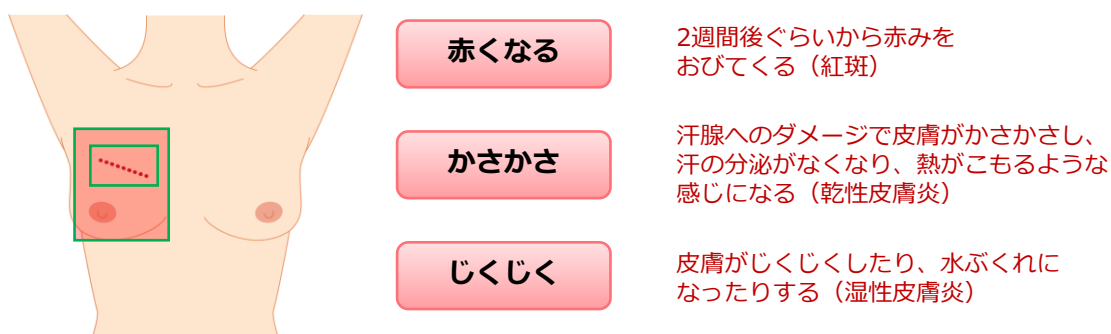 赤くなる
2週間後ぐらいから赤みを
おびてくる（紅斑）
かさかさ
汗腺へのダメージで皮膚がかさかさし、
汗の分泌がなくなり、熱がこもるような
感じになる（乾性皮膚炎）
じくじく
皮膚がじくじくしたり、水ぶくれに
なったりする（湿性皮膚炎）